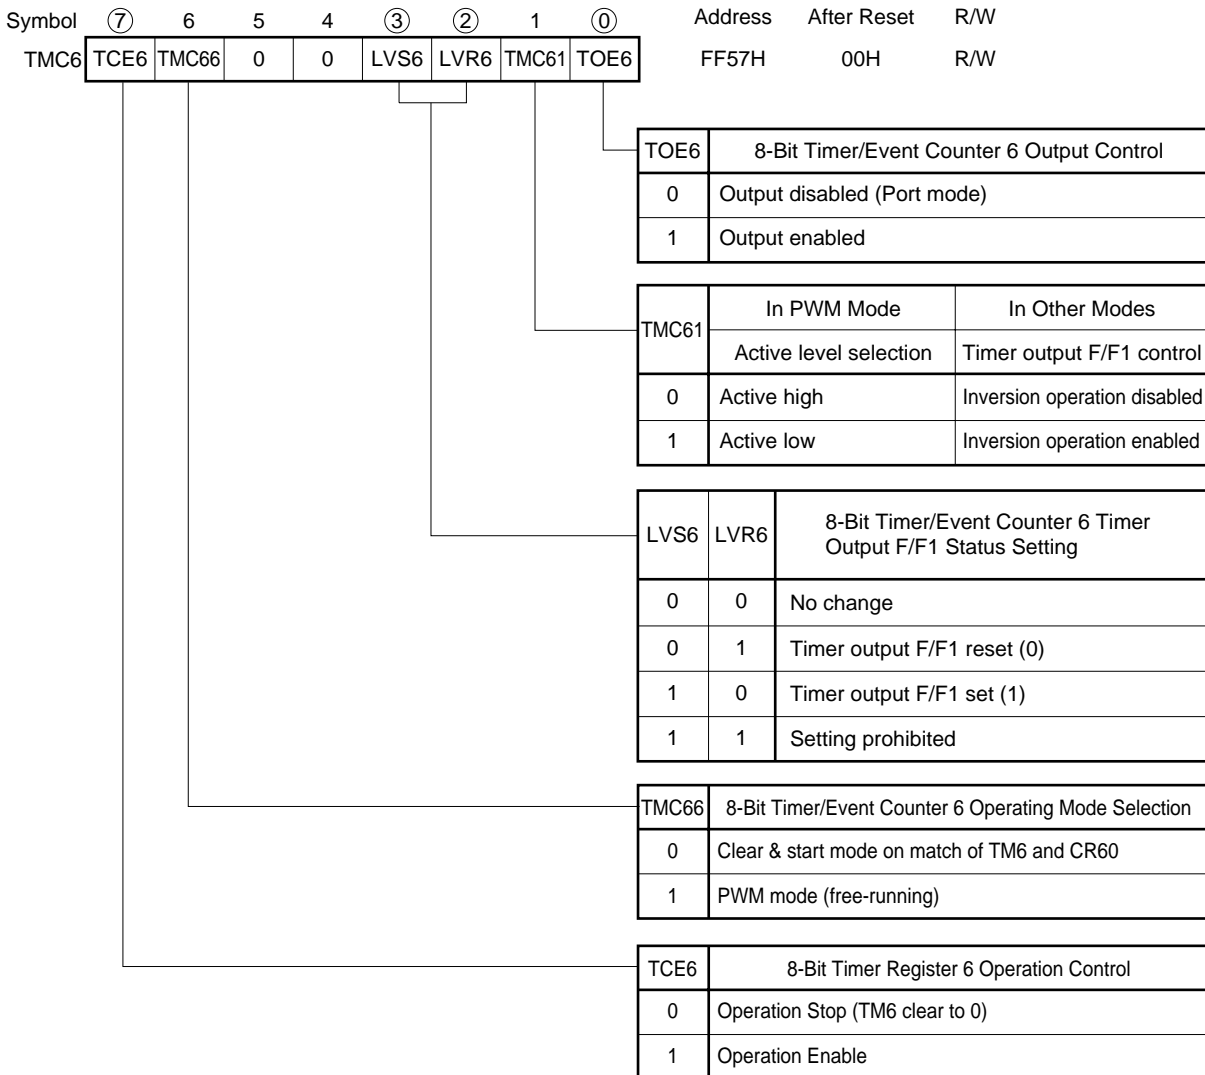 Symbol ⑦ 6 5 4 ③ ② 1 ⓪ Address After Reset R/W
TMC6 TCE6 TMC66 0 0 LVS6 LVR6 TMC61 TOE6 FF57H 00H R/W
TOE6 8-Bit Timer/Event Counter 6 Output Control
0 Output disabled (Port mode)
1 Output enabled
TMC61 In PWM Mode In Other Modes
Active level selection Timer output F/F1 control
0 Active high Inversion operation disabled
1 Active low Inversion operation enabled
LVS6 LVR6 8-Bit Timer/Event Counter 6 Timer
Output F/F1 Status Setting
0 0 No change
0 1 Timer output F/F1 reset (0)
1 0 Timer output F/F1 set (1)
1 1 Setting prohibited
TMC66 8-Bit Timer/Event Counter 6 Operating Mode Selection
0 Clear & start mode on match of TM6 and CR60
1 PWM mode (free-running)
TCE6 8-Bit Timer Register 6 Operation Control
0 Operation Stop (TM6 clear to 0)
1 Operation Enable